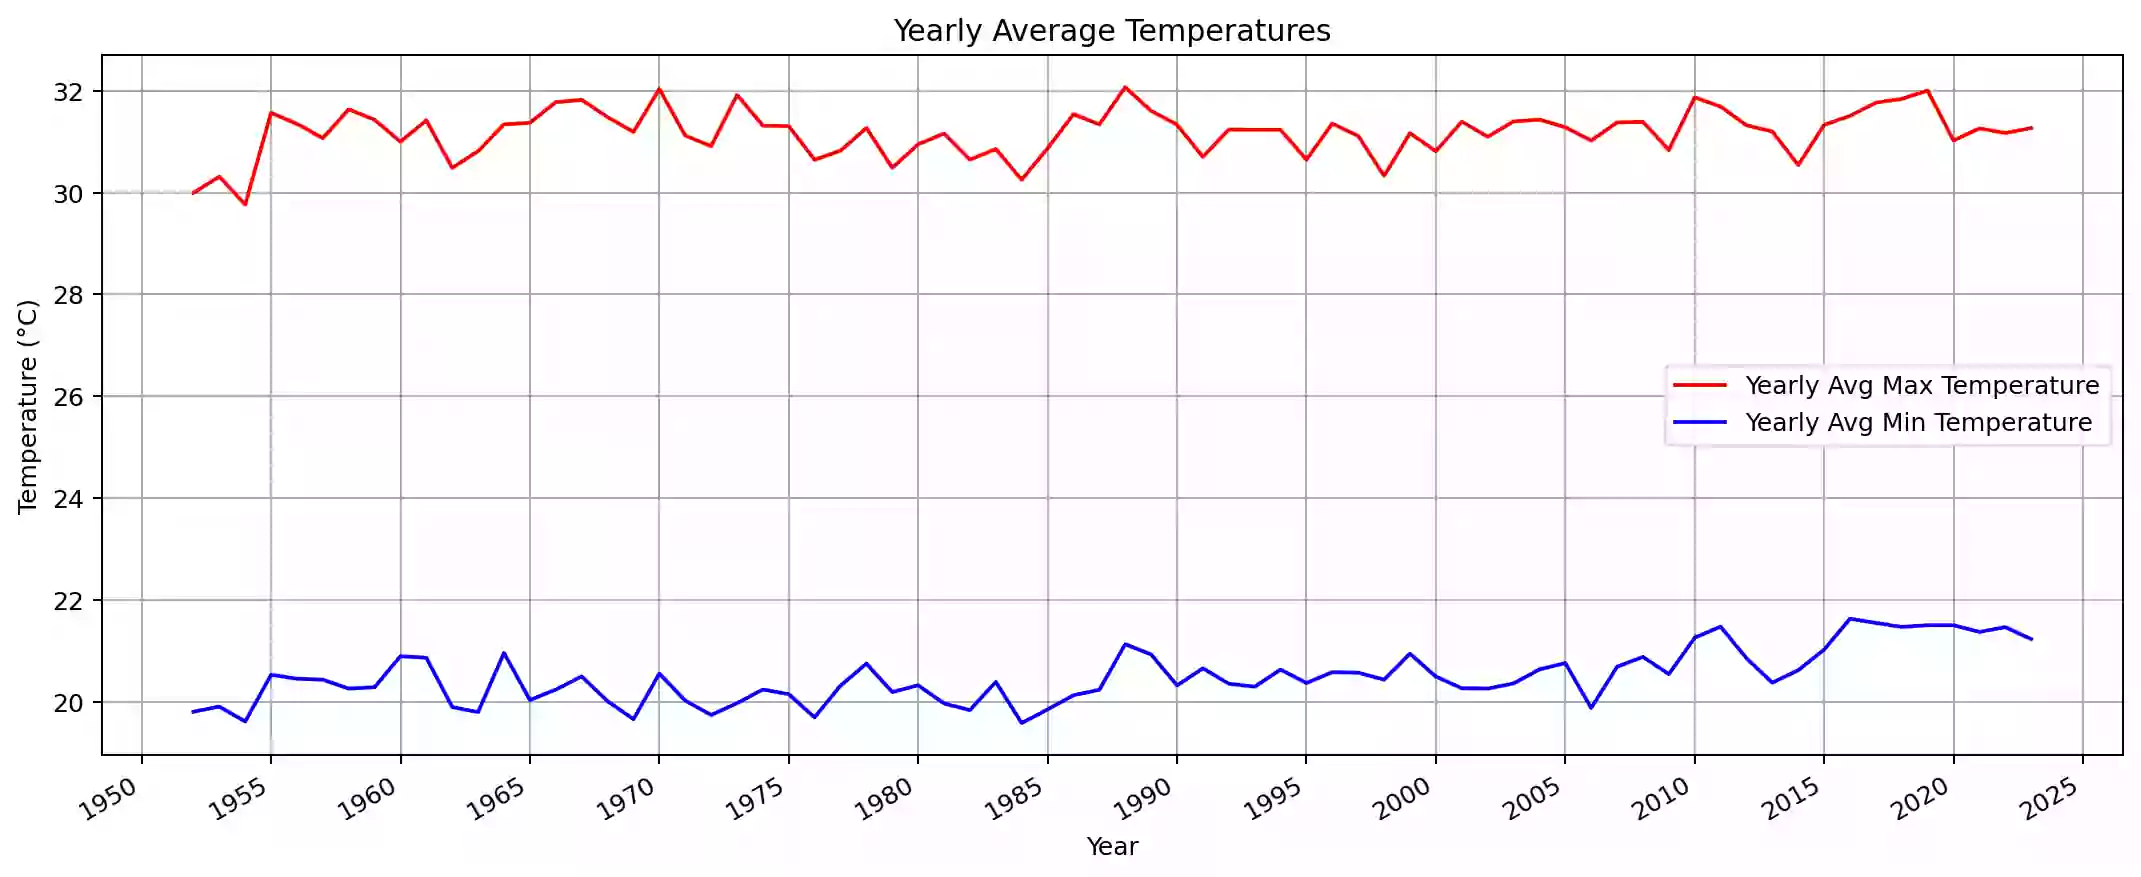 Yearly Average Temperatures
32
30
28
26
24
22
20
Temperature (°C)
Yearly Avg Max Temperature
Yearly Avg Min Temperature
1950 1955 1960 1965 1970 1975 1980 1985 1990 1995 2000 2005 2010 2015 2020 2025
Year